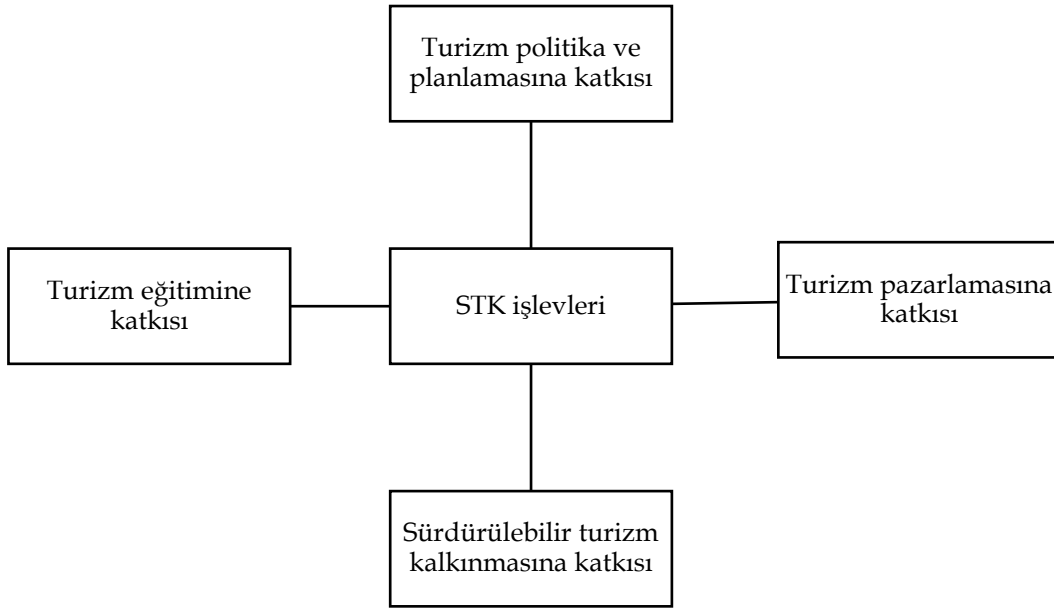 Turizm politika ve
planlamasına katkısı
Turizm eğitimine
katkısı
STK işlevleri
Turizm pazarlamasına
katkısı
Sürdürülebilir turizm
kalkınmasına katkısı